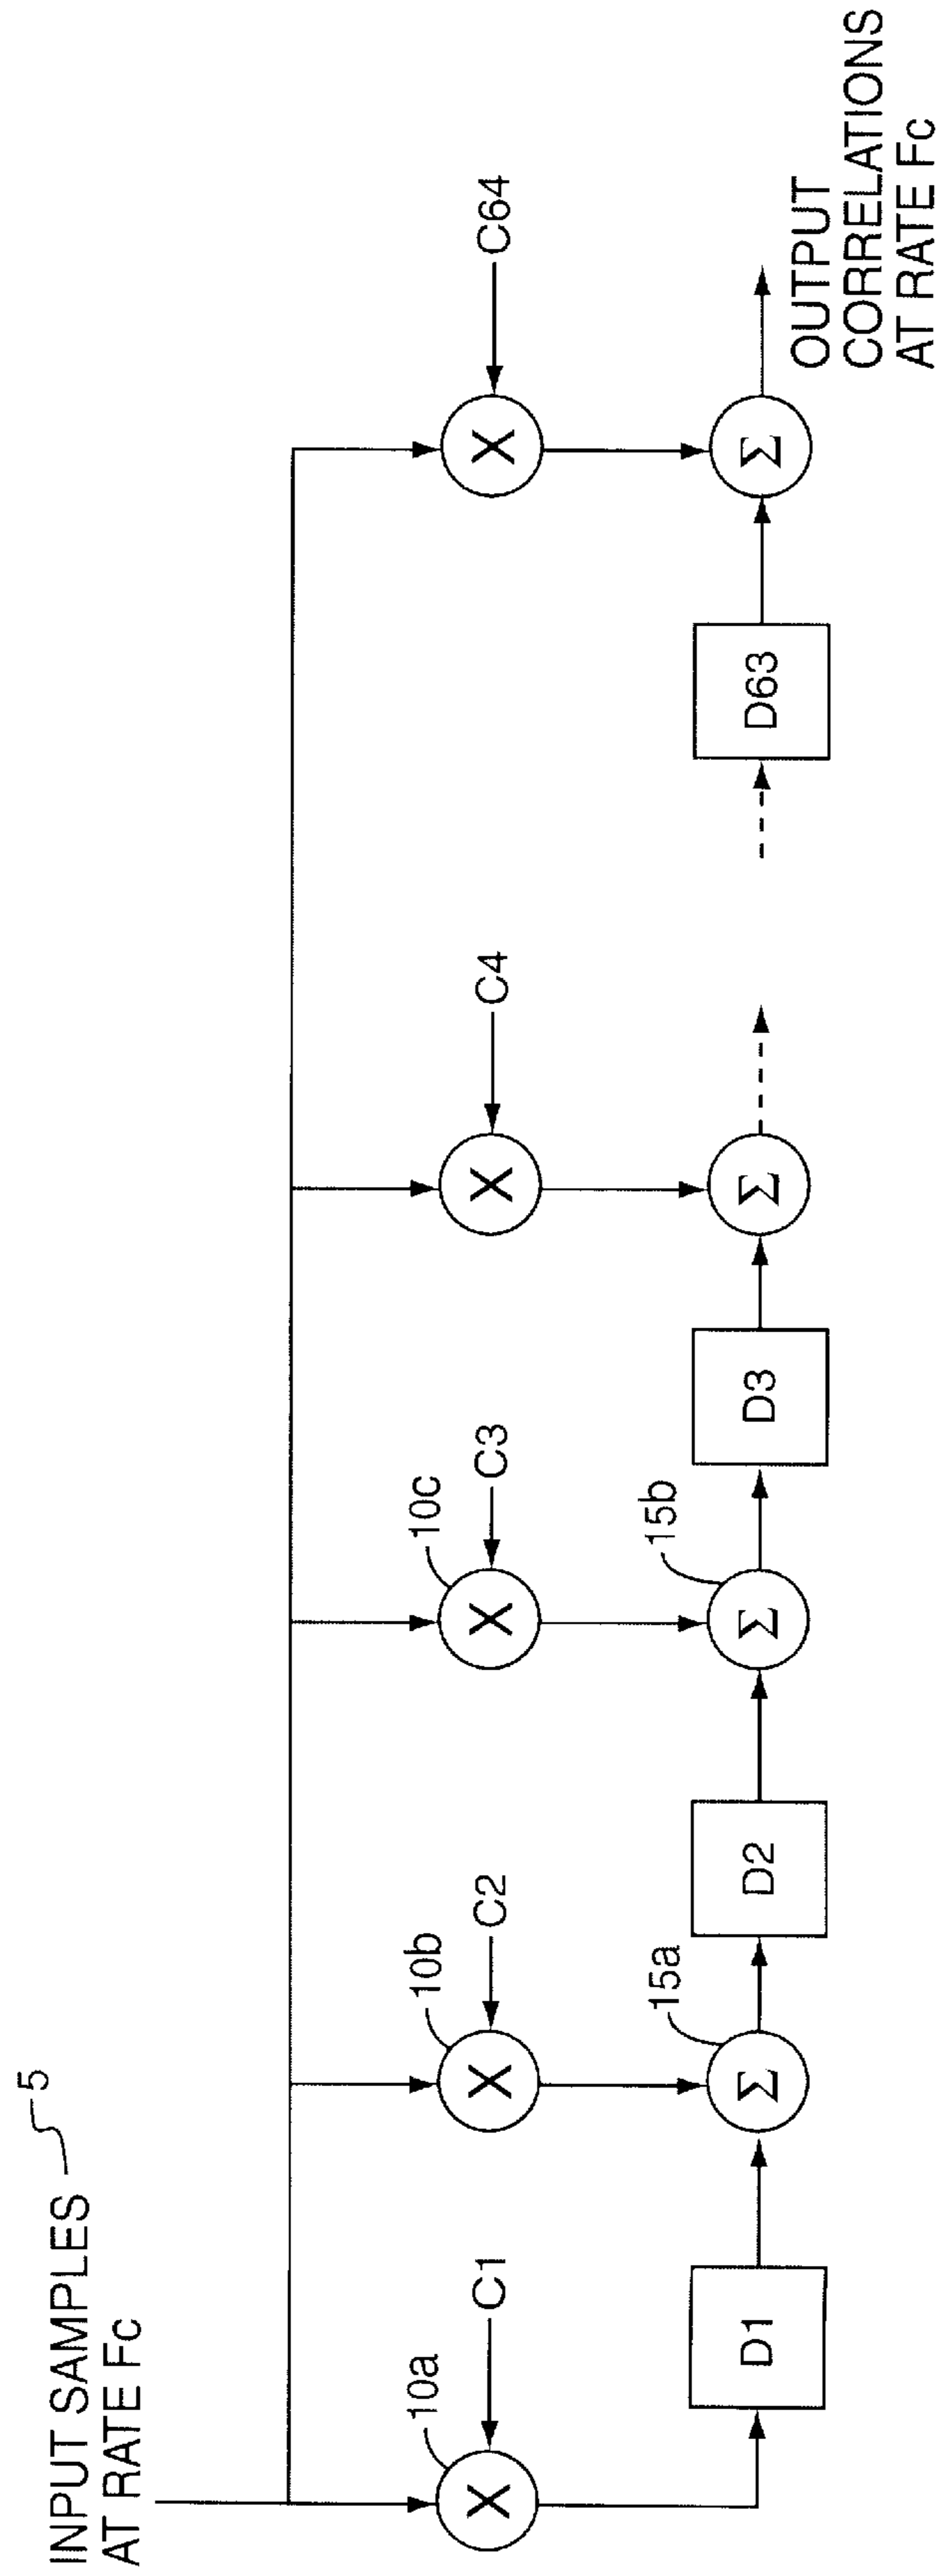 INPUT SAMPLES
AT RATE Fc
5
10a
X
C1
10b
X
C2
10c
X
C3
X
C4
X
C64
D1
15a
Σ
D2
15b
Σ
D3
Σ
D63
Σ
OUTPUT
CORRELATIONS
AT RATE Fc